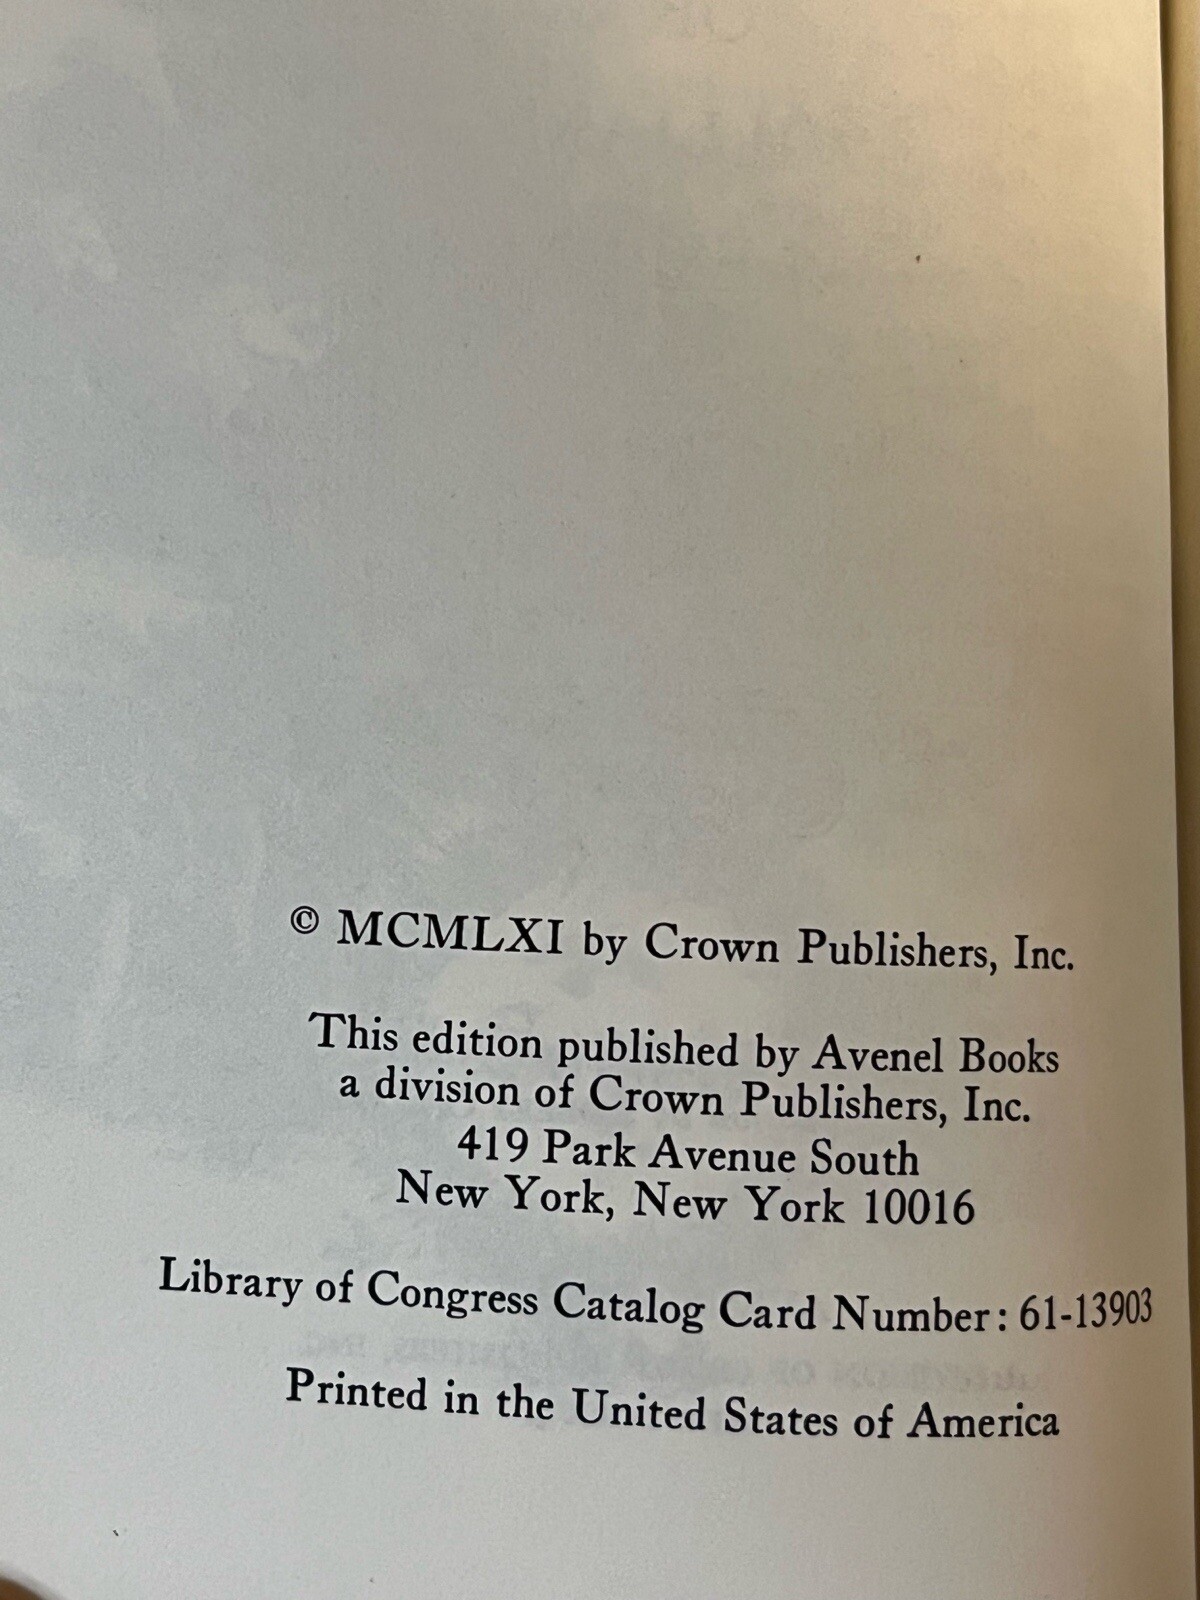 © MCMLXI by Crown Publishers, Inc.
This edition published by Avenel Books
a division of Crown Publishers, Inc.
419 Park Avenue South
New York, New York 10016
Library of Congress Catalog Card Number: 61-13903
Printed in the United States of America